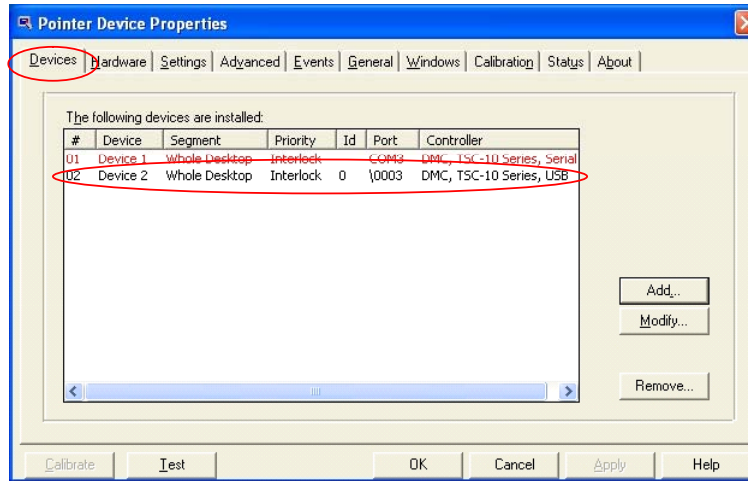 Pointer Device Properties
Devices Hardware Settings Advanced Events General Windows Calibration Status About
The following devices are installed:
# Device Segment Priority Id Port Controller
01 Device 1 Whole Desktop Interlock COM3 DMC, TSC-10 Series, Serial
02 Device 2 Whole Desktop Interlock 0 \0003 DMC, TSC-10 Series, USB
Add...
Modify...
Remove...
Calibrate Test OK Cancel Apply Help